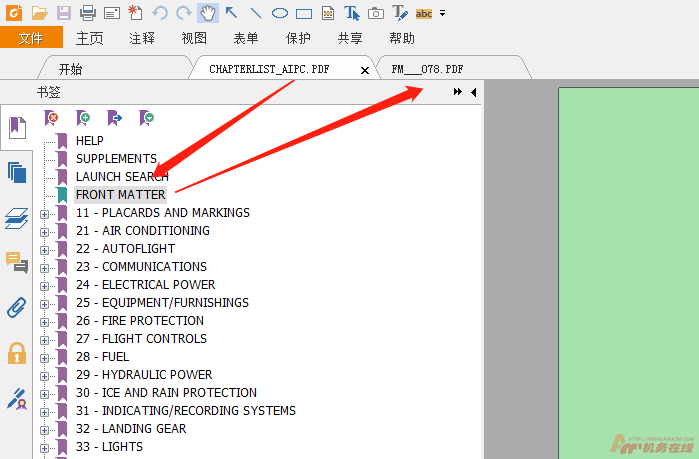 abc
文件 主页 注释 视图 表单 保护 共享 帮助
开始 CHAPTERLIST_AIPC.PDF FM___078.PDF
书签
HELP
SUPPLEMENTS
LAUNCH SEARCH
FRONT MATTER
11 - PLACARDS AND MARKINGS
21 - AIR CONDITIONING
22 - AUTOFLIGHT
23 - COMMUNICATIONS
24 - ELECTRICAL POWER
25 - EQUIPMENT/FURNISHINGS
26 - FIRE PROTECTION
27 - FLIGHT CONTROLS
28 - FUEL
29 - HYDRAULIC POWER
30 - ICE AND RAIN PROTECTION
31 - INDICATING/RECORDING SYSTEMS
32 - LANDING GEAR
33 - LIGHTS
机务在线